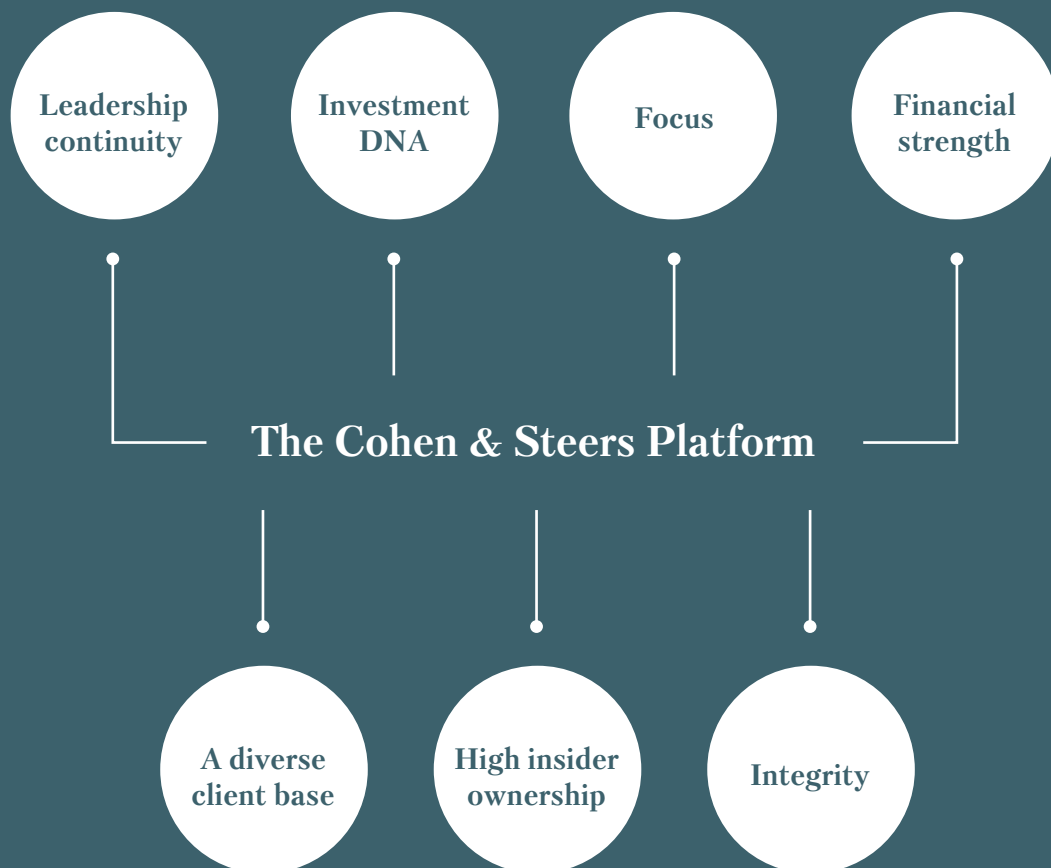 Leadership
continuity
Investment
DNA
Focus
Financial
strength
The Cohen & Steers Platform
A diverse
client base
High insider
ownership
Integrity